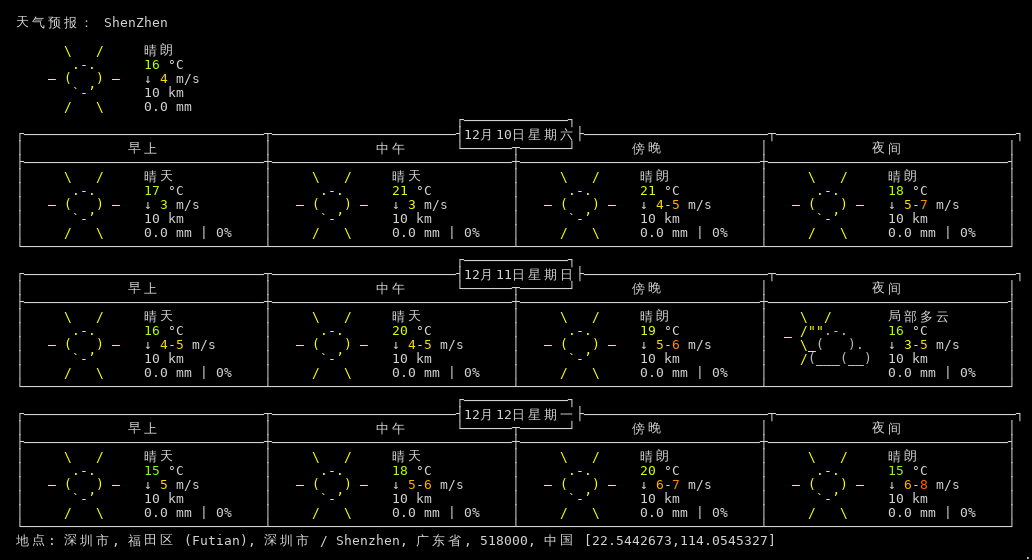 天气预报： ShenZhen
晴朗
16 °C
↓ 4 m/s
10 km
0.0 mm
12月10日星期六
早上 中午 傍晚 夜间
晴天 晴天 晴朗 晴朗
17 °C 21 °C 21 °C 18 °C
↓ 3 m/s ↓ 3 m/s ↓ 4-5 m/s ↓ 5-7 m/s
10 km 10 km 10 km 10 km
0.0 mm | 0% 0.0 mm | 0% 0.0 mm | 0% 0.0 mm | 0%
12月11日星期日
早上 中午 傍晚 夜间
晴天 晴天 晴朗 局部多云
16 °C 20 °C 19 °C 16 °C
↓ 4-5 m/s ↓ 4-5 m/s ↓ 5-6 m/s ↓ 3-5 m/s
10 km 10 km 10 km 10 km
0.0 mm | 0% 0.0 mm | 0% 0.0 mm | 0% 0.0 mm | 0%
12月12日星期一
早上 中午 傍晚 夜间
晴天 晴天 晴朗 晴朗
15 °C 18 °C 20 °C 15 °C
↓ 5 m/s ↓ 5-6 m/s ↓ 6-7 m/s ↓ 6-8 m/s
10 km 10 km 10 km 10 km
0.0 mm | 0% 0.0 mm | 0% 0.0 mm | 0% 0.0 mm | 0%
地点: 深圳市, 福田区 (Futian), 深圳市 / Shenzhen, 广东省, 518000, 中国 [22.5442673,114.0545327]